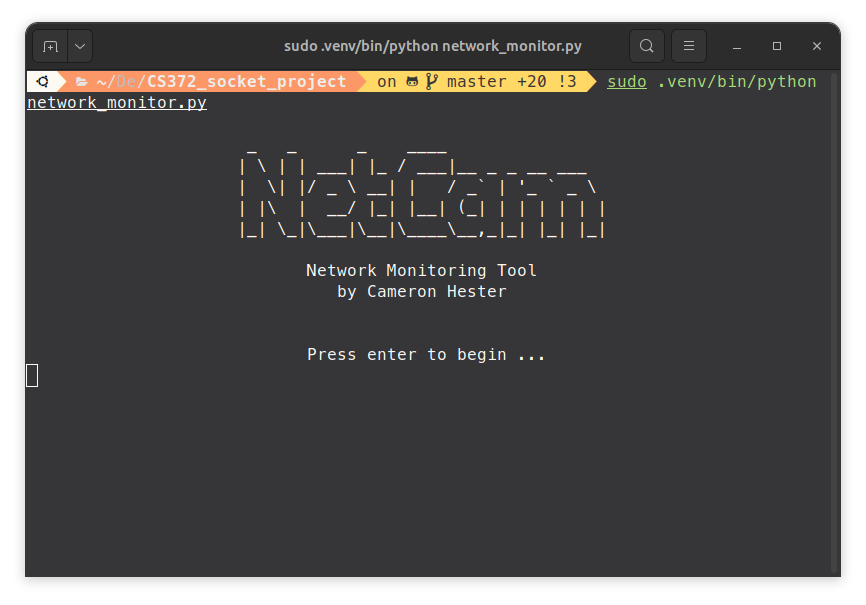 sudo .venv/bin/python network_monitor.py
~/De/CS372_socket_project on master +20 !3 sudo .venv/bin/python
network_monitor.py
NetCam
Network Monitoring Tool
by Cameron Hester
Press enter to begin ...